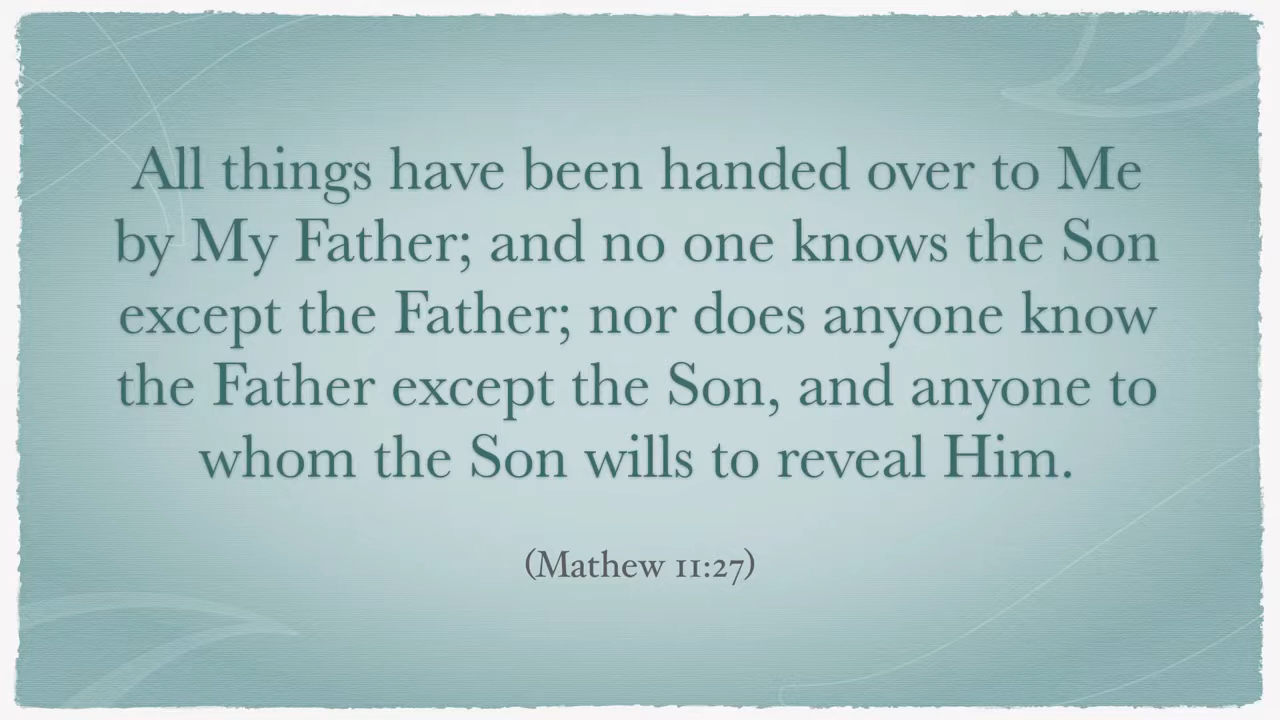 All things have been handed over to Me
by My Father; and no one knows the Son
except the Father; nor does anyone know
the Father except the Son, and anyone to
whom the Son wills to reveal Him.
(Mathew 11:27)